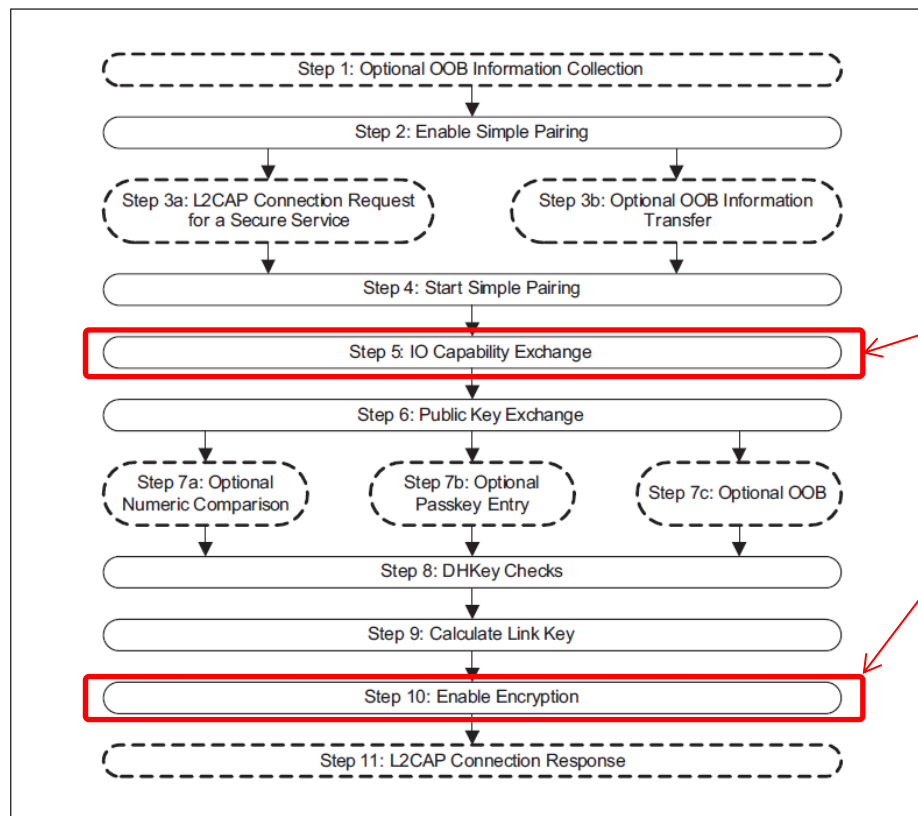 Step 1: Optional OOB Information Collection
Step 2: Enable Simple Pairing
Step 3a: L2CAP Connection Request
for a Secure Service
Step 3b: Optional OOB Information
Transfer
Step 4: Start Simple Pairing
Step 5: IO Capability Exchange
Step 6: Public Key Exchange
Step 7a: Optional
Numeric Comparison
Step 7b: Optional
Passkey Entry
Step 7c: Optional OOB
Step 8: DHKey Checks
Step 9: Calculate Link Key
Step 10: Enable Encryption
Step 11: L2CAP Connection Response